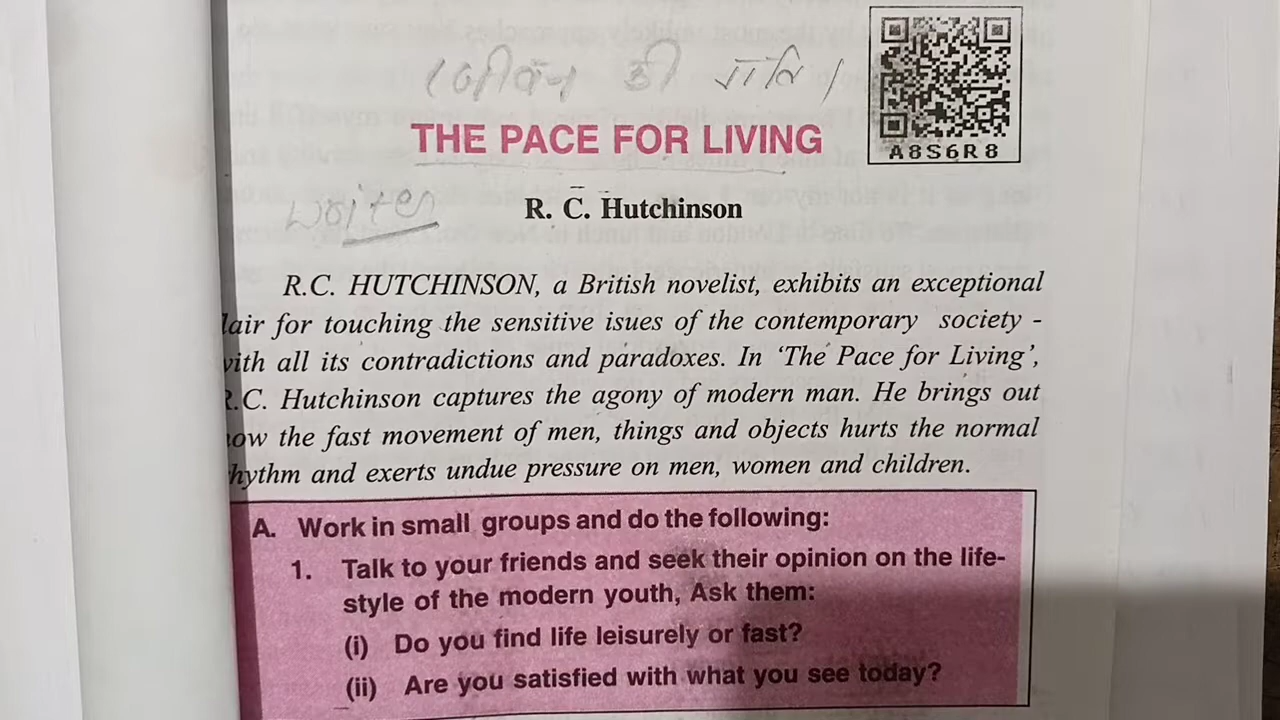 जीवन की गति /
A8S6R8
THE PACE FOR LIVING
writer
R. C. Hutchinson
R.C. HUTCHINSON, a British novelist, exhibits an exceptional
lair for touching the sensitive isues of the contemporary society -
with all its contradictions and paradoxes. In ‘The Pace for Living’,
R.C. Hutchinson captures the agony of modern man. He brings out
how the fast movement of men, things and objects hurts the normal
rhythm and exerts undue pressure on men, women and children.
A. Work in small groups and do the following:
1. Talk to your friends and seek their opinion on the life-
style of the modern youth, Ask them:
(i) Do you find life leisurely or fast?
(ii) Are you satisfied with what you see today?